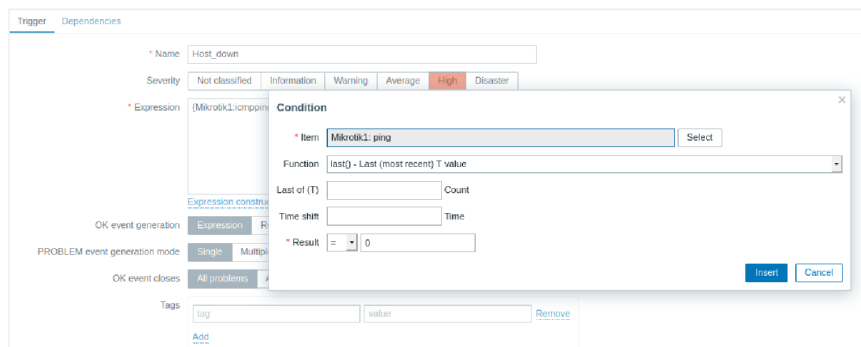 Trigger Dependencies
* Name Host_down
Severity Not classified Information Warning Average High Disaster
* Expression {Mikrotik1:icmpping
Condition
* Item Mikrotik1: ping Select
Function last() - Last (most recent) T value
Last of (T) Count
Time shift Time
* Result = 0
Insert Cancel
Expression constru
OK event generation Expression R
PROBLEM event generation mode Single Multipl
OK event closes All problems A
Tags tag value Remove
Add